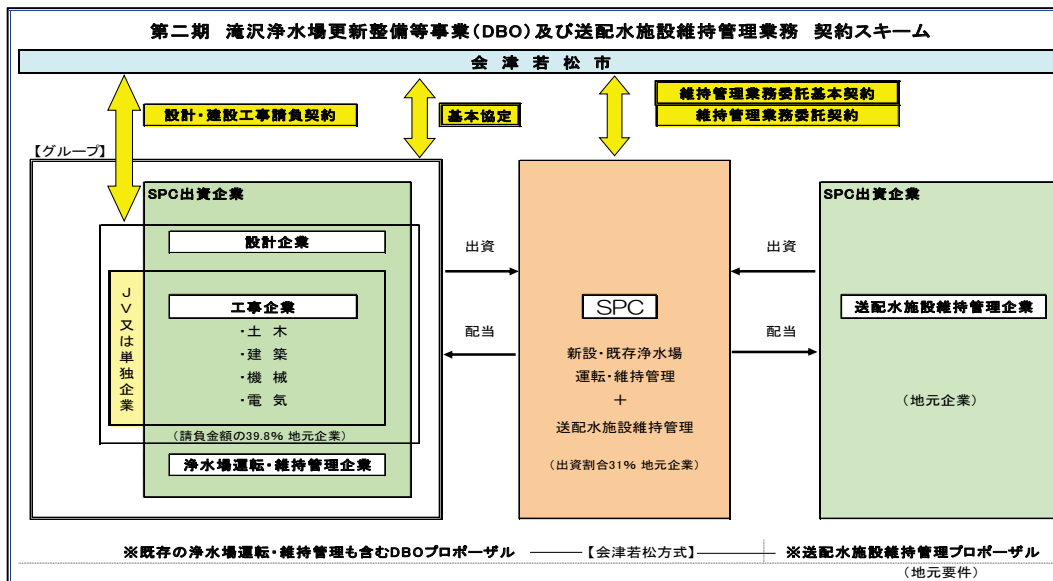 第二期 滝沢浄水場更新整備等事業(DBO)及び送配水施設維持管理業務 契約スキーム
会津若松市
設計・建設工事請負契約
基本協定
維持管理業務委託基本契約
維持管理業務委託契約
【グループ】
SPC出資企業
設計企業
JV又は単独企業
工事企業
・土 木
・建 築
・機 械
・電 気
(請負金額の39.8% 地元企業)
浄水場運転・維持管理企業
出資
配当
SPC
新設・既存浄水場
運転・維持管理
+
送配水施設維持管理
(出資割合31% 地元企業)
出資
配当
SPC出資企業
送配水施設維持管理企業
(地元企業)
※既存の浄水場運転・維持管理も含むDBOプロポーザル
【会津若松方式】
※送配水施設維持管理プロポーザル
(地元要件)